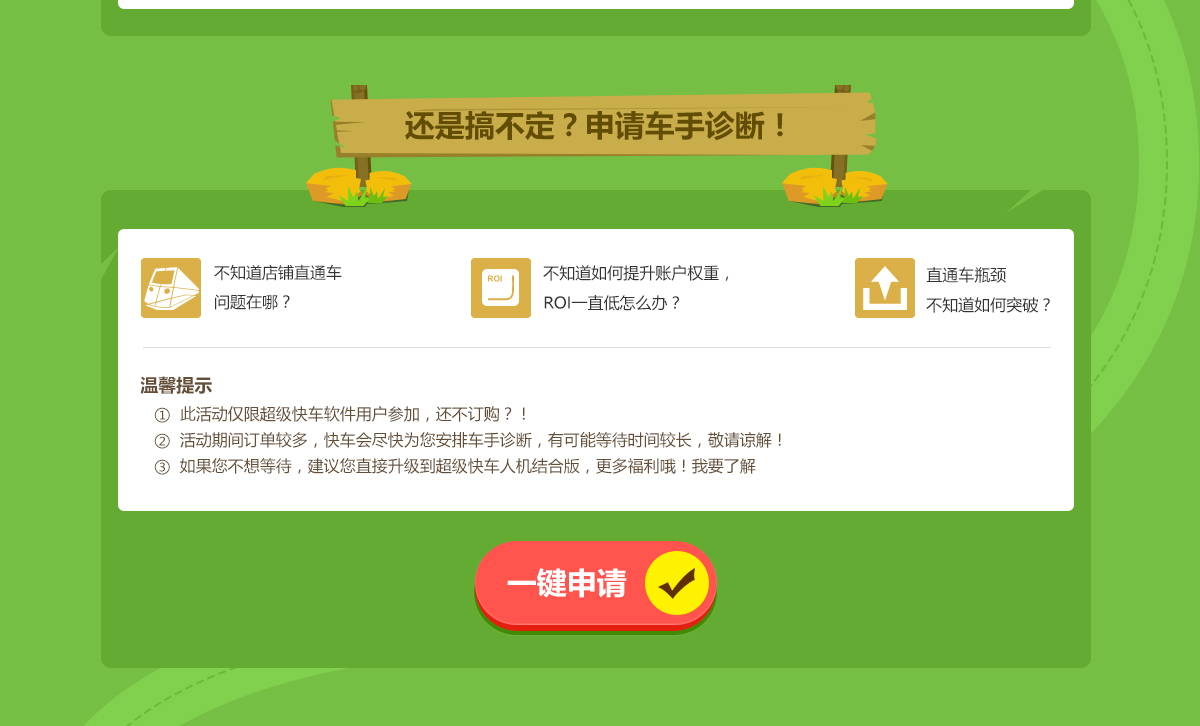 还是搞不定？申请车手诊断！
不知道店铺直通车
问题在哪？
ROI
不知道如何提升账户权重，
ROI一直低怎么办？
直通车瓶颈
不知道如何突破？
温馨提示
① 此活动仅限超级快车软件用户参加，还不订购？！
② 活动期间订单较多，快车会尽快为您安排车手诊断，有可能等待时间较长，敬请谅解！
③ 如果您不想等待，建议您直接升级到超级快车人机结合版，更多福利哦！我要了解
一键申请